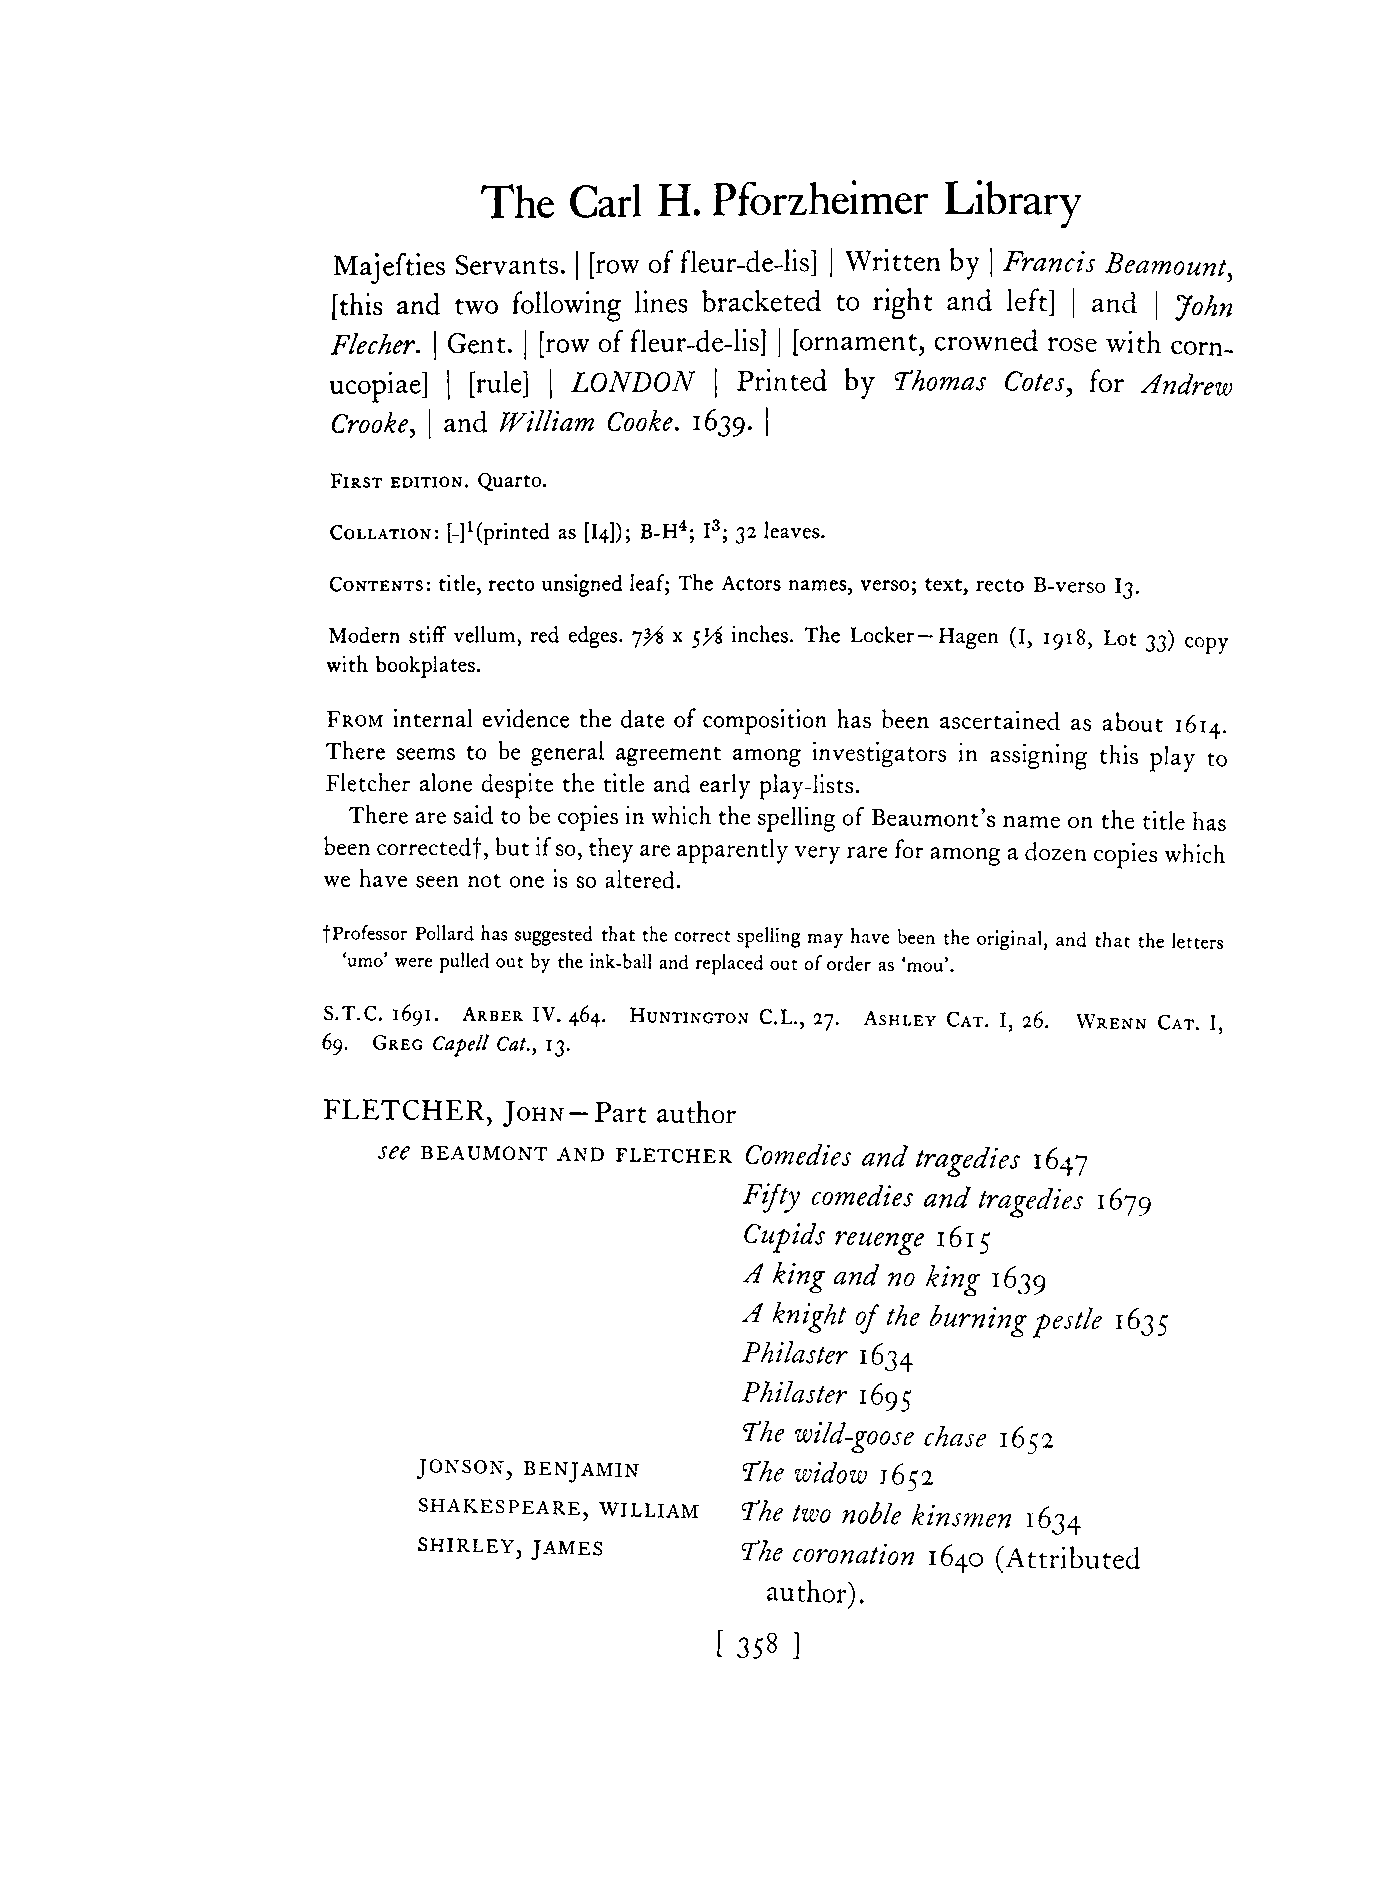 The Carl H. Pforzheimer Library
Majeſties Servants. | [row of fleur-de-lis] | Written by | Francis Beamount,
[this and two following lines bracketed to right and left] | and | John
Flecher. | Gent. | [row of fleur-de-lis] | [ornament, crowned rose with corn-
ucopiae] | [rule] | LONDON | Printed by Thomas Cotes, for Andrew
Crooke, | and William Cooke. 1639. |
FIRST EDITION. Quarto.
COLLATION: [-]¹(printed as [I4]); B-H⁴; I³; 32 leaves.
CONTENTS: title, recto unsigned leaf; The Actors names, verso; text, recto B-verso I3.
Modern stiff vellum, red edges. 7⅜ x 5⅛ inches. The Locker—Hagen (I, 1918, Lot 33) copy
with bookplates.
FROM internal evidence the date of composition has been ascertained as about 1614.
There seems to be general agreement among investigators in assigning this play to
Fletcher alone despite the title and early play-lists.
There are said to be copies in which the spelling of Beaumont's name on the title has
been corrected†, but if so, they are apparently very rare for among a dozen copies which
we have seen not one is so altered.
†Professor Pollard has suggested that the correct spelling may have been the original, and that the letters
'umo' were pulled out by the ink-ball and replaced out of order as 'mou'.
S.T.C. 1691. ARBER IV. 464. HUNTINGTON C.L., 27. ASHLEY CAT. I, 26. WRENN CAT. I,
69. GREG Capell Cat., 13.
FLETCHER, JOHN—Part author
see BEAUMONT AND FLETCHER Comedies and tragedies 1647
Fifty comedies and tragedies 1679
Cupids reuenge 1615
A king and no king 1639
A knight of the burning pestle 1635
Philaster 1634
Philaster 1695
The wild-goose chase 1652
JONSON, BENJAMIN The widow 1652
SHAKESPEARE, WILLIAM The two noble kinsmen 1634
SHIRLEY, JAMES The coronation 1640 (Attributed
author).
[ 358 ]